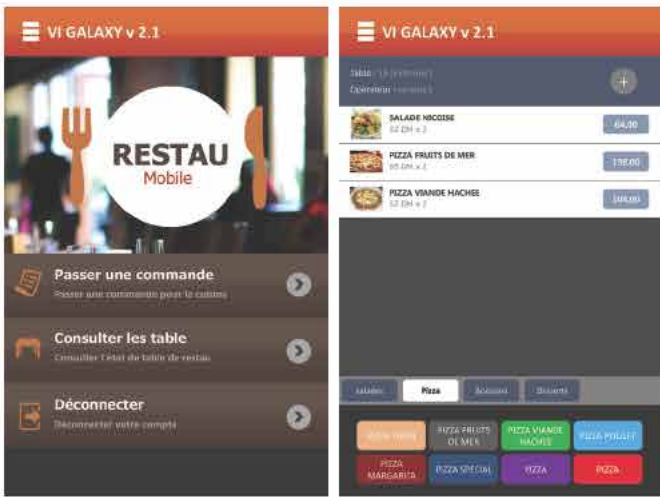 VI GALAXY v 2.1
RESTAU
Mobile
Passer une commande
Passer une commande pour la cuisine
Consulter les table
Consulter l'état de table de restau
Déconnecter
Déconnecter votre compte
VI GALAXY v 2.1
Table
Opérateur
SALADE NICOISE
64.00
PIZZA FRUITS DE MER
PIZZA VIANDE HACHEE
salades Pizza Boissons Desserts
PIZZA FRUITS DE MER
PIZZA VIANDE HACHEE
PIZZA POULET
PIZZA MARGARITA
PIZZA SPECIAL
PIZZA
PIZZA